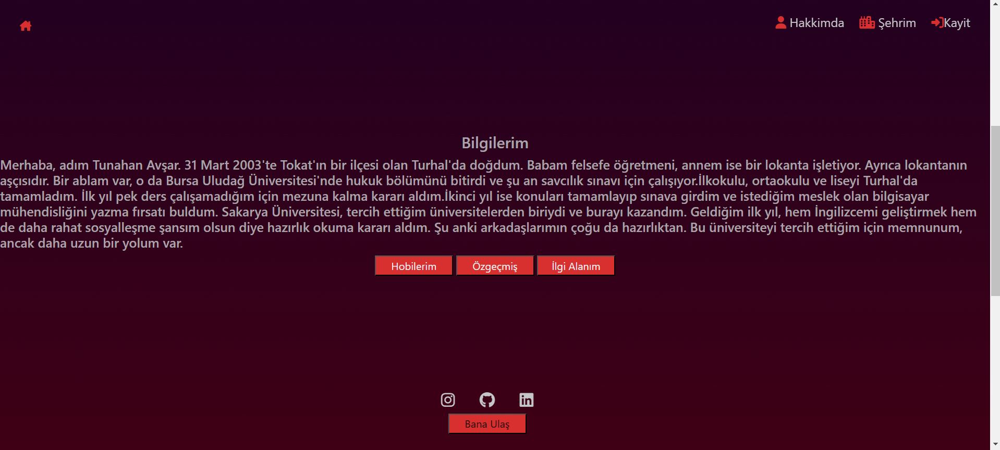 Hakkimda Şehrim Kayit
Bilgilerim
Merhaba, adım Tunahan Avşar. 31 Mart 2003'te Tokat'ın bir ilçesi olan Turhal'da doğdum. Babam felsefe öğretmeni, annem ise bir lokanta işletiyor. Ayrıca lokantanın
aşçısıdır. Bir ablam var, o da Bursa Uludağ Üniversitesi'nde hukuk bölümünü bitirdi ve şu an savcılık sınavı için çalışıyor.İlkokulu, ortaokulu ve liseyi Turhal'da
tamamladım. İlk yıl pek ders çalışamadığım için mezuna kalma kararı aldım.İkinci yıl ise konuları tamamlayıp sınava girdim ve istediğim meslek olan bilgisayar
mühendisliğini yazma fırsatı buldum. Sakarya Üniversitesi, tercih ettiğim üniversitelerden biriydi ve burayı kazandım. Geldiğim ilk yıl, hem İngilizcemi geliştirmek hem
de daha rahat sosyalleşme şansım olsun diye hazırlık okuma kararı aldım. Şu anki arkadaşlarımın çoğu da hazırlıktan. Bu üniversiteyi tercih ettiğim için memnunum,
ancak daha uzun bir yolum var.
Hobilerim Özgeçmiş İlgi Alanım
Bana Ulaş